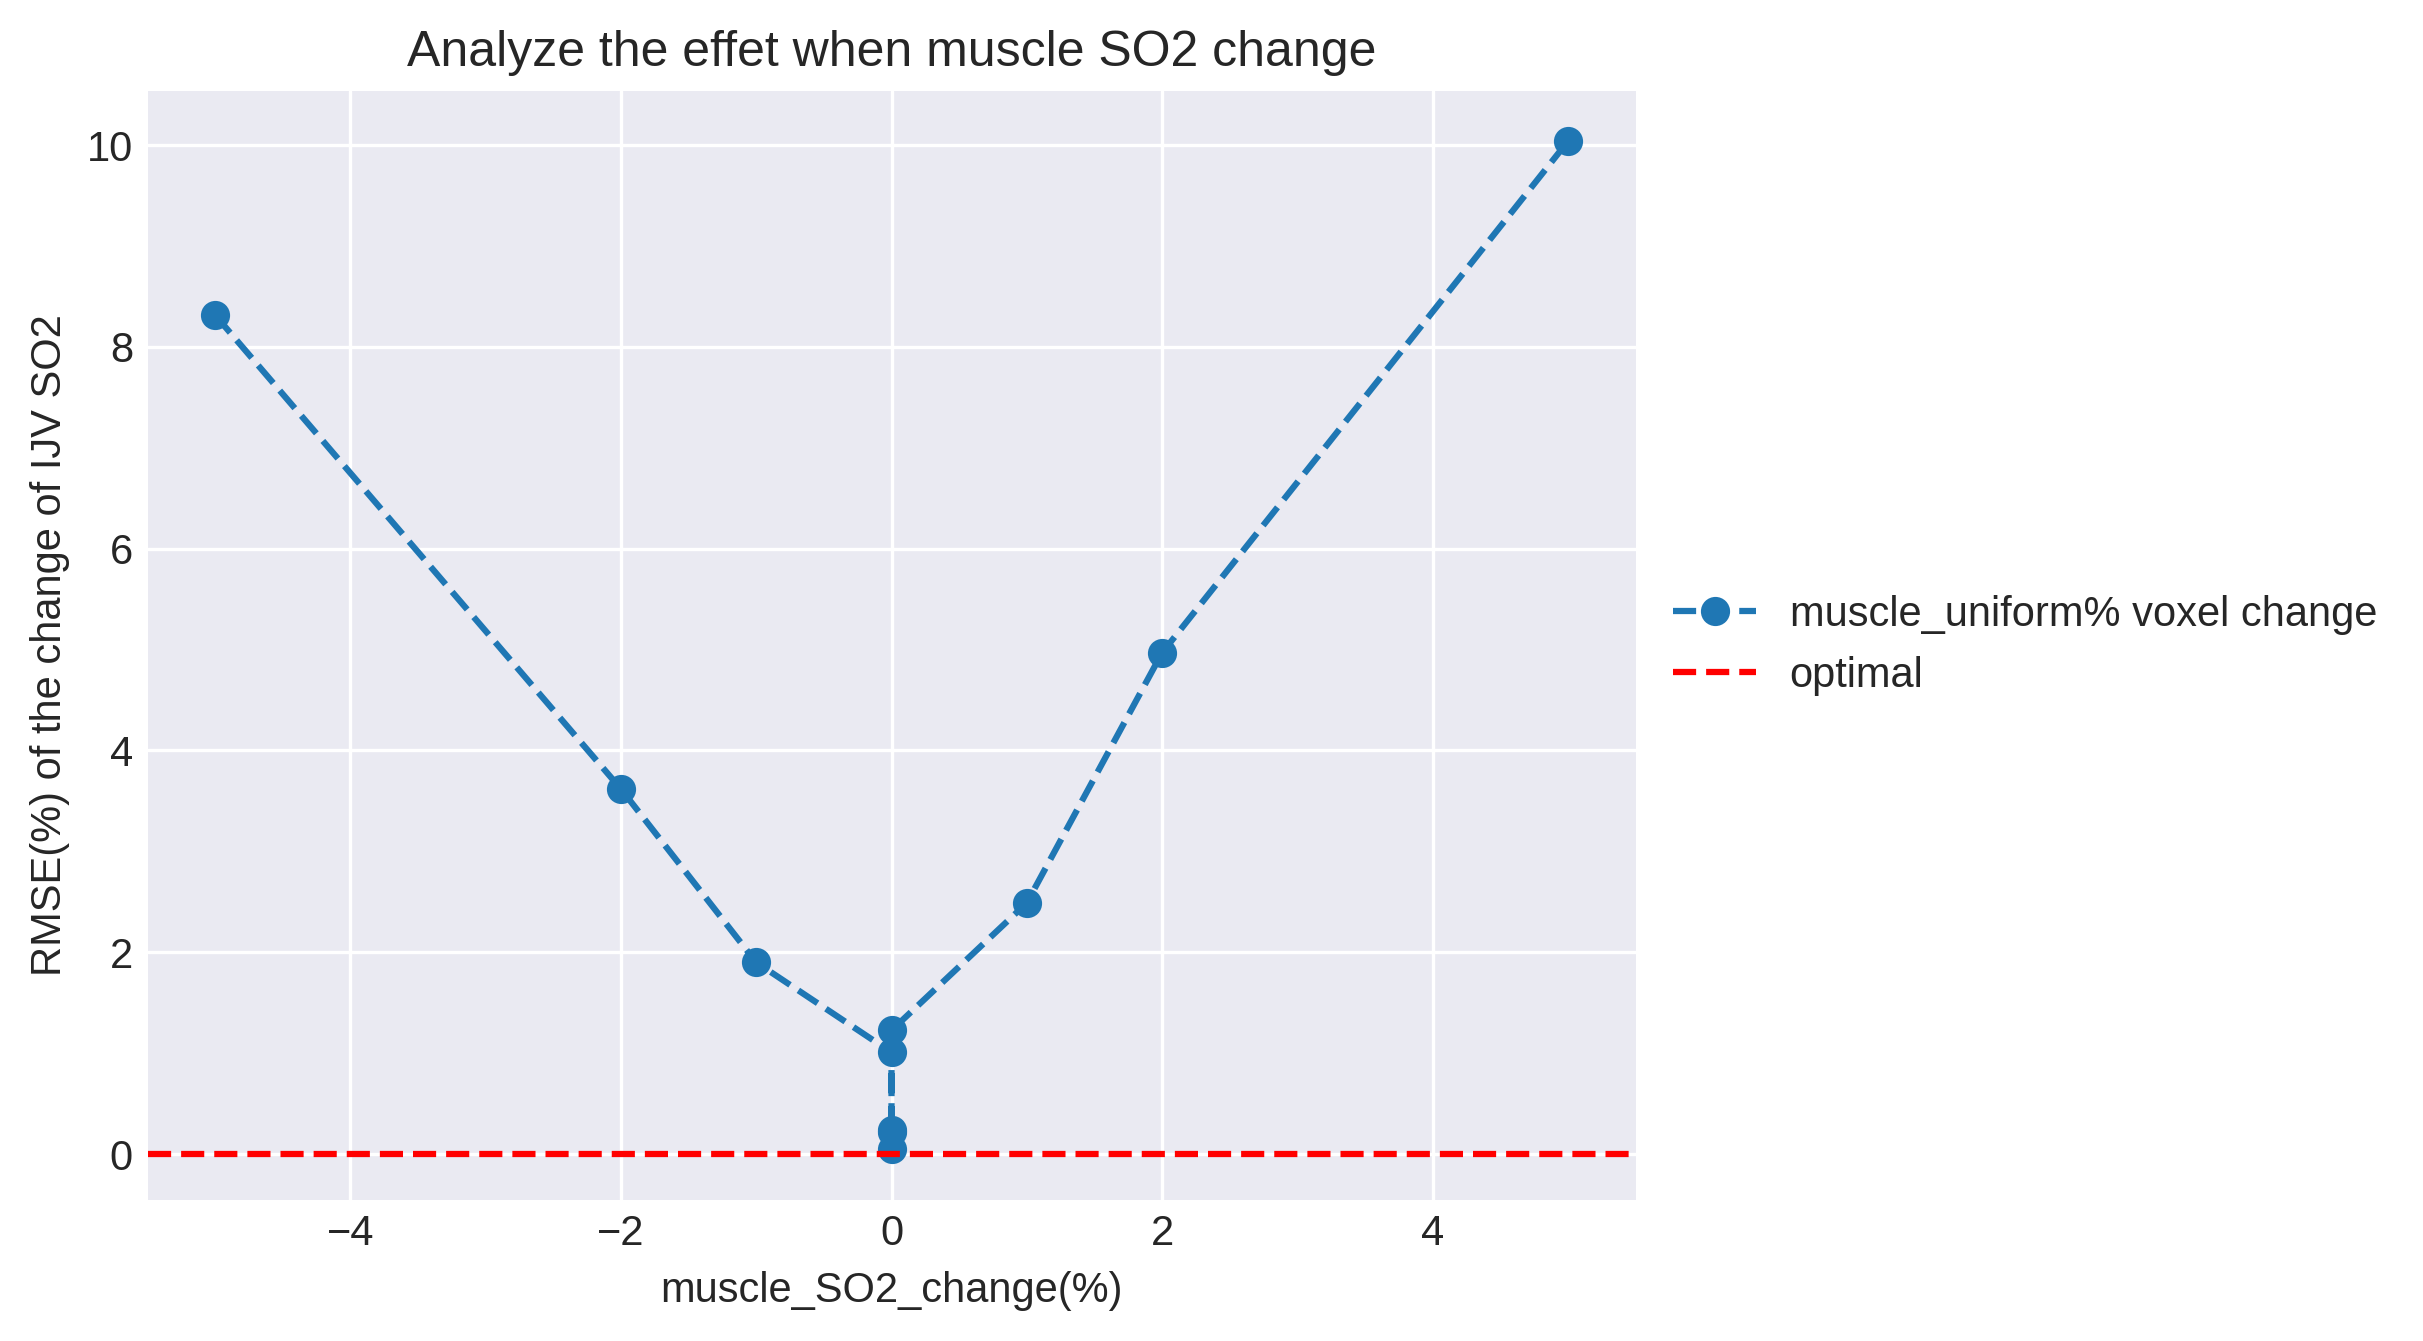 Analyze the effet when muscle SO2 change
10
8
6
4
2
0
RMSE(%) of the change of IJV SO2
−4
−2
0
2
4
muscle_SO2_change(%)
muscle_uniform% voxel change
optimal